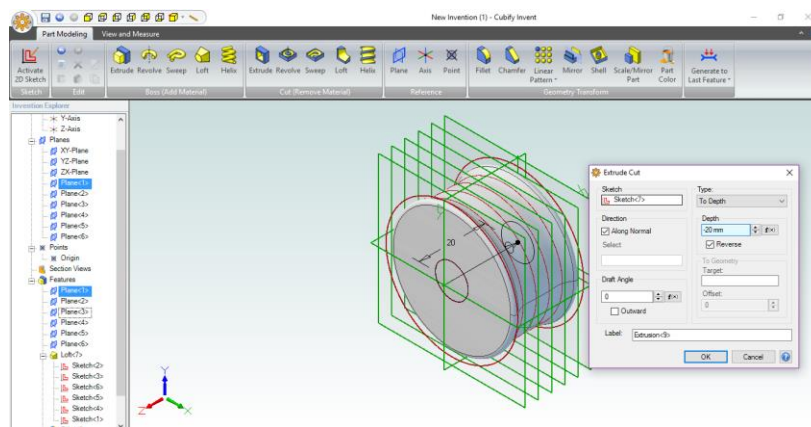 New Invention (1) - Cubify Invent
Part Modeling
View and Measure
Activate
2D Sketch
Sketch
Edit
Extrude Revolve Sweep Loft Helix
Boss (Add Material)
Extrude Revolve Sweep Loft Helix
Cut (Remove Material)
Plane Axis Point
Reference
Fillet Chamfer Linear Pattern Mirror Shell Scale/Mirror Part Part Color
Geometry Transform
Generate to
Last Feature
Invention Explorer
Y-Axis
Z-Axis
Planes
XY-Plane
YZ-Plane
ZX-Plane
Plane<1>
Plane<2>
Plane<3>
Plane<4>
Plane<5>
Plane<6>
Points
Origin
Section Views
Features
Plane<1>
Plane<2>
Plane<3>
Plane<4>
Plane<5>
Plane<6>
Loft<7>
Sketch<2>
Sketch<3>
Sketch<6>
Sketch<5>
Sketch<4>
Sketch<1>
20
Y
Z
X
Extrude Cut
Sketch
Sketch<7>
Direction
Along Normal
Select
Draft Angle
0
Outward
Type:
To Depth
Depth
-20 mm
Reverse
To Geometry
Target:
Offset:
0
Label:
Extrusion<9>
OK
Cancel